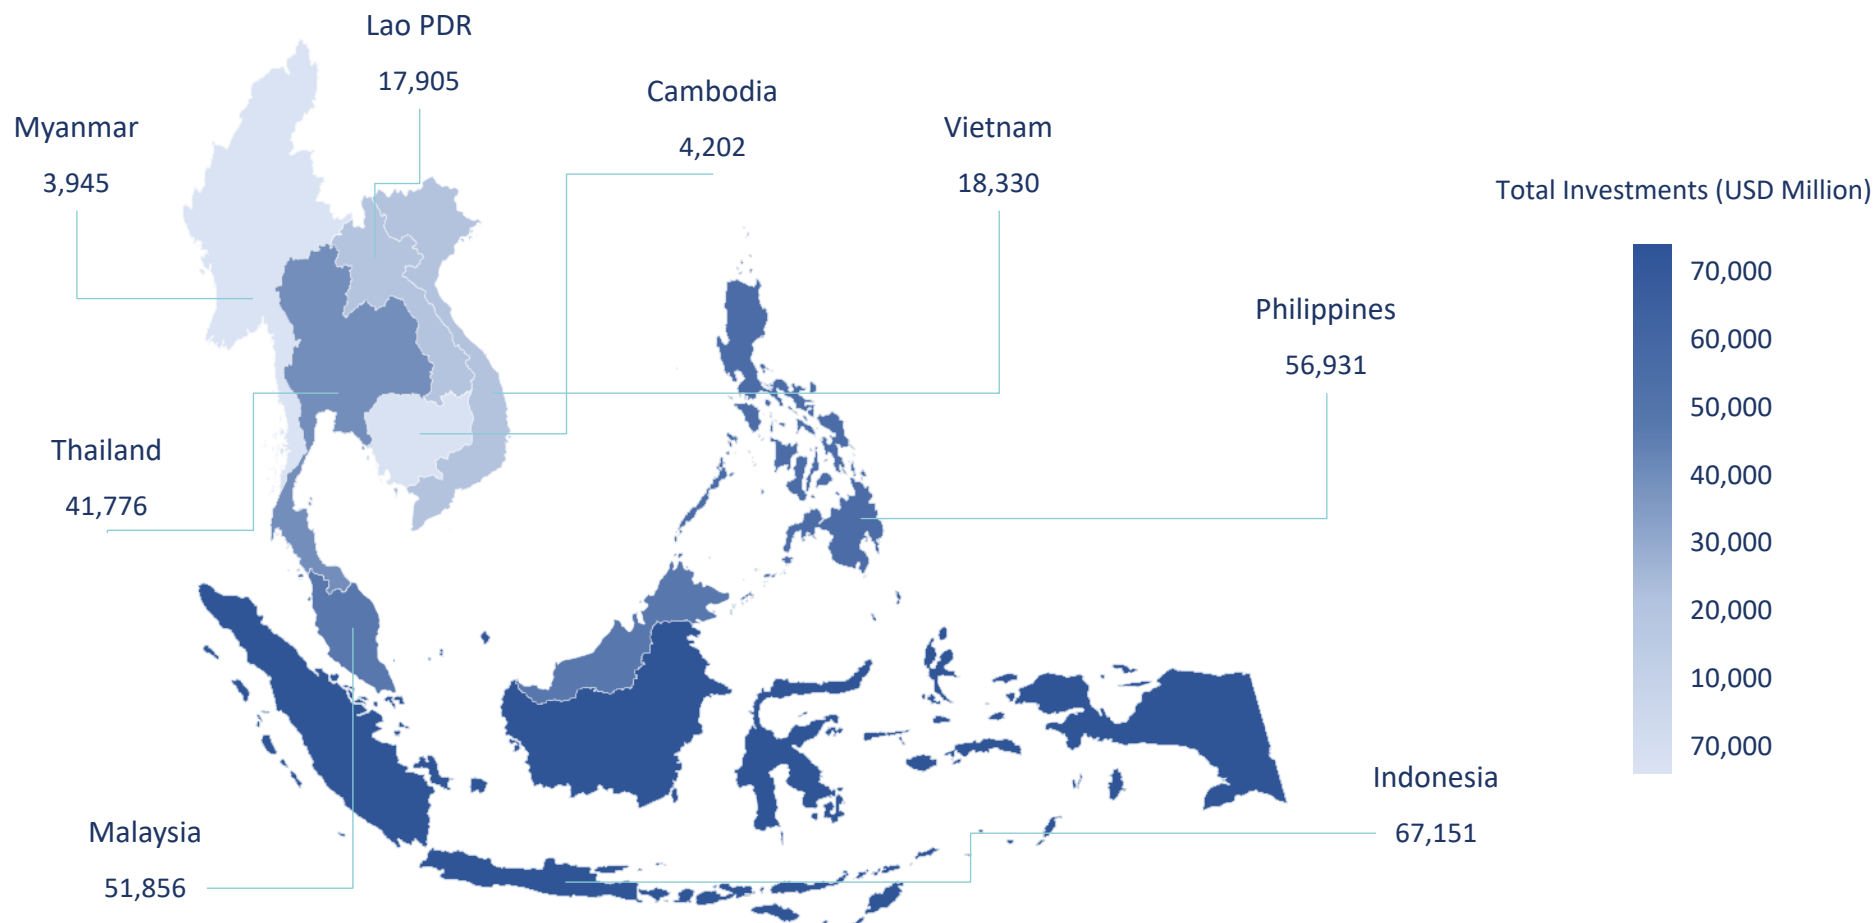 Lao PDR
17,905
Cambodia
4,202
Myanmar
3,945
Vietnam
18,330
Total Investments (USD Million)
70,000
60,000
50,000
40,000
30,000
20,000
10,000
70,000
Philippines
56,931
Thailand
41,776
Indonesia
67,151
Malaysia
51,856